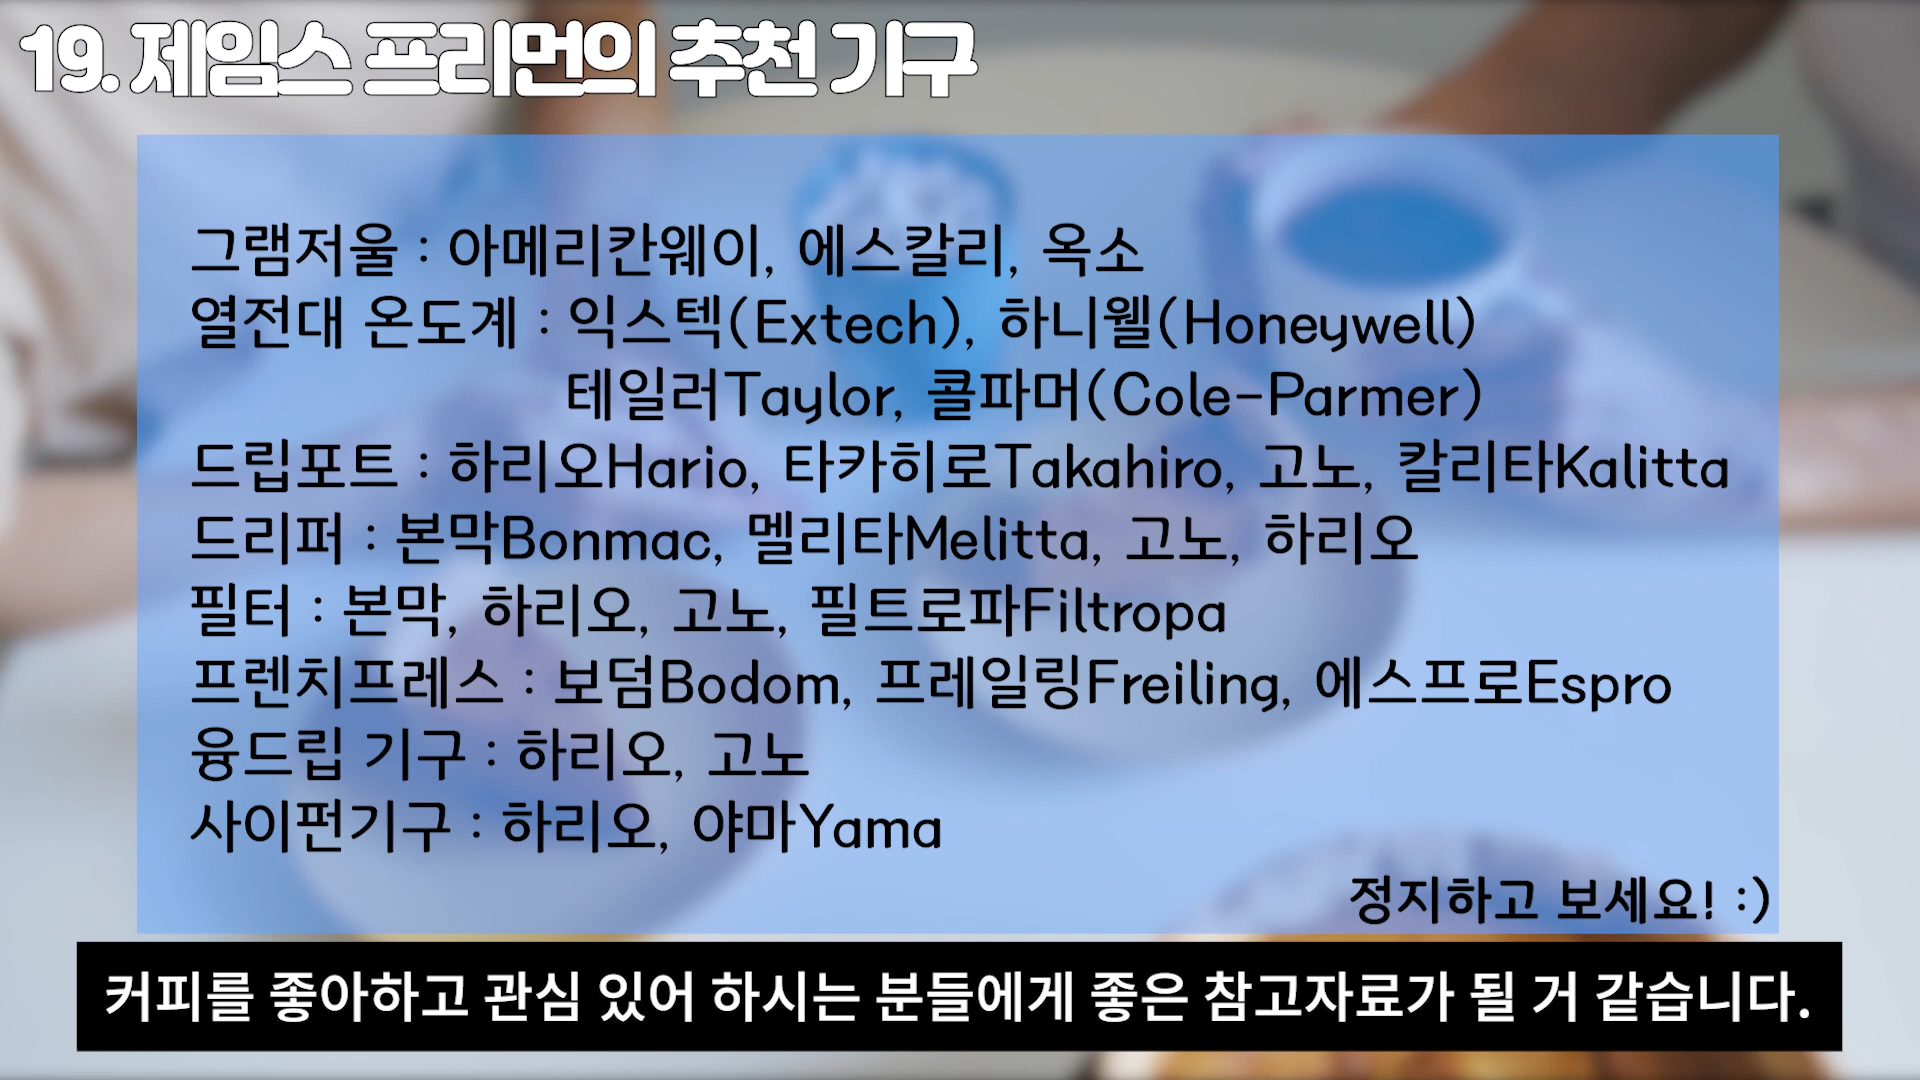 19. 제임스 프리먼의 추천 기구
그램저울 : 아메리칸웨이, 에스칼리, 옥소
열전대 온도계 : 익스텍(Extech), 하니웰(Honeywell)
테일러Taylor, 콜파머(Cole-Parmer)
드립포트 : 하리오Hario, 타카히로Takahiro, 고노, 칼리타Kalitta
드리퍼 : 본막Bonmac, 멜리타Melitta, 고노, 하리오
필터 : 본막, 하리오, 고노, 필트로파Filtropa
프렌치프레스 : 보덤Bodom, 프레일링Freiling, 에스프로Espro
융드립 기구 : 하리오, 고노
사이펀기구 : 하리오, 야마Yama
정지하고 보세요! :)
커피를 좋아하고 관심 있어 하시는 분들에게 좋은 참고자료가 될 거 같습니다.